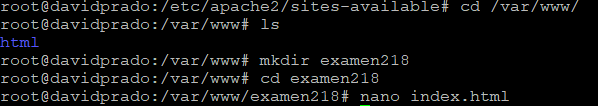 root@davidprado:/etc/apache2/sites-available# cd /var/www/
root@davidprado:/var/www# ls
html
root@davidprado:/var/www# mkdir examen218
root@davidprado:/var/www# cd examen218
root@davidprado:/var/www/examen218# nano index.html